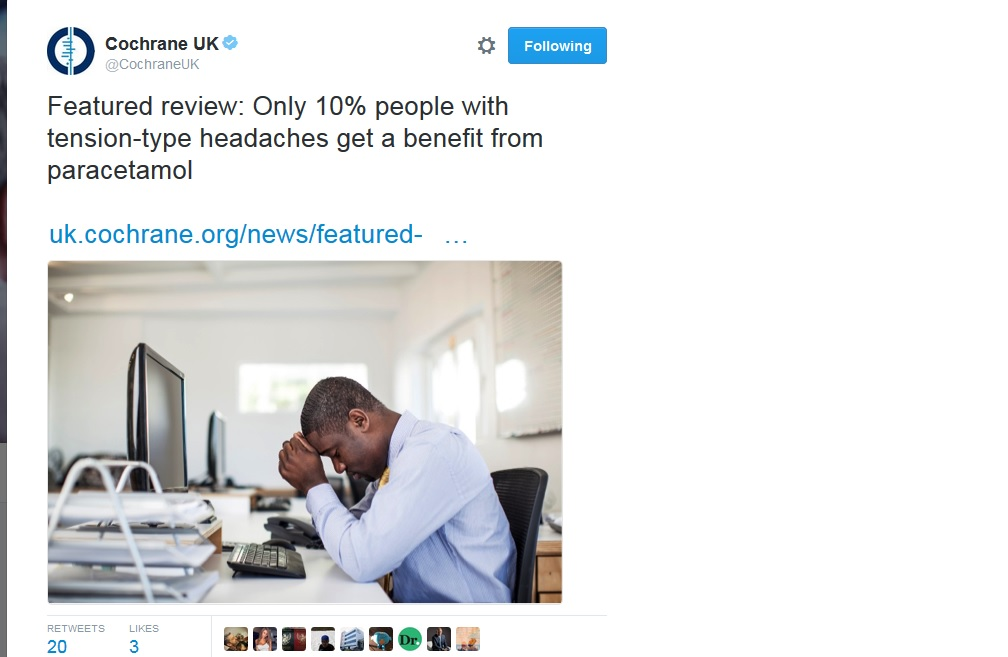 Cochrane UK
@CochraneUK
Following
Featured review: Only 10% people with
tension-type headaches get a benefit from
paracetamol
uk.cochrane.org/news/featured- …
RETWEETS LIKES
20 3
Dr